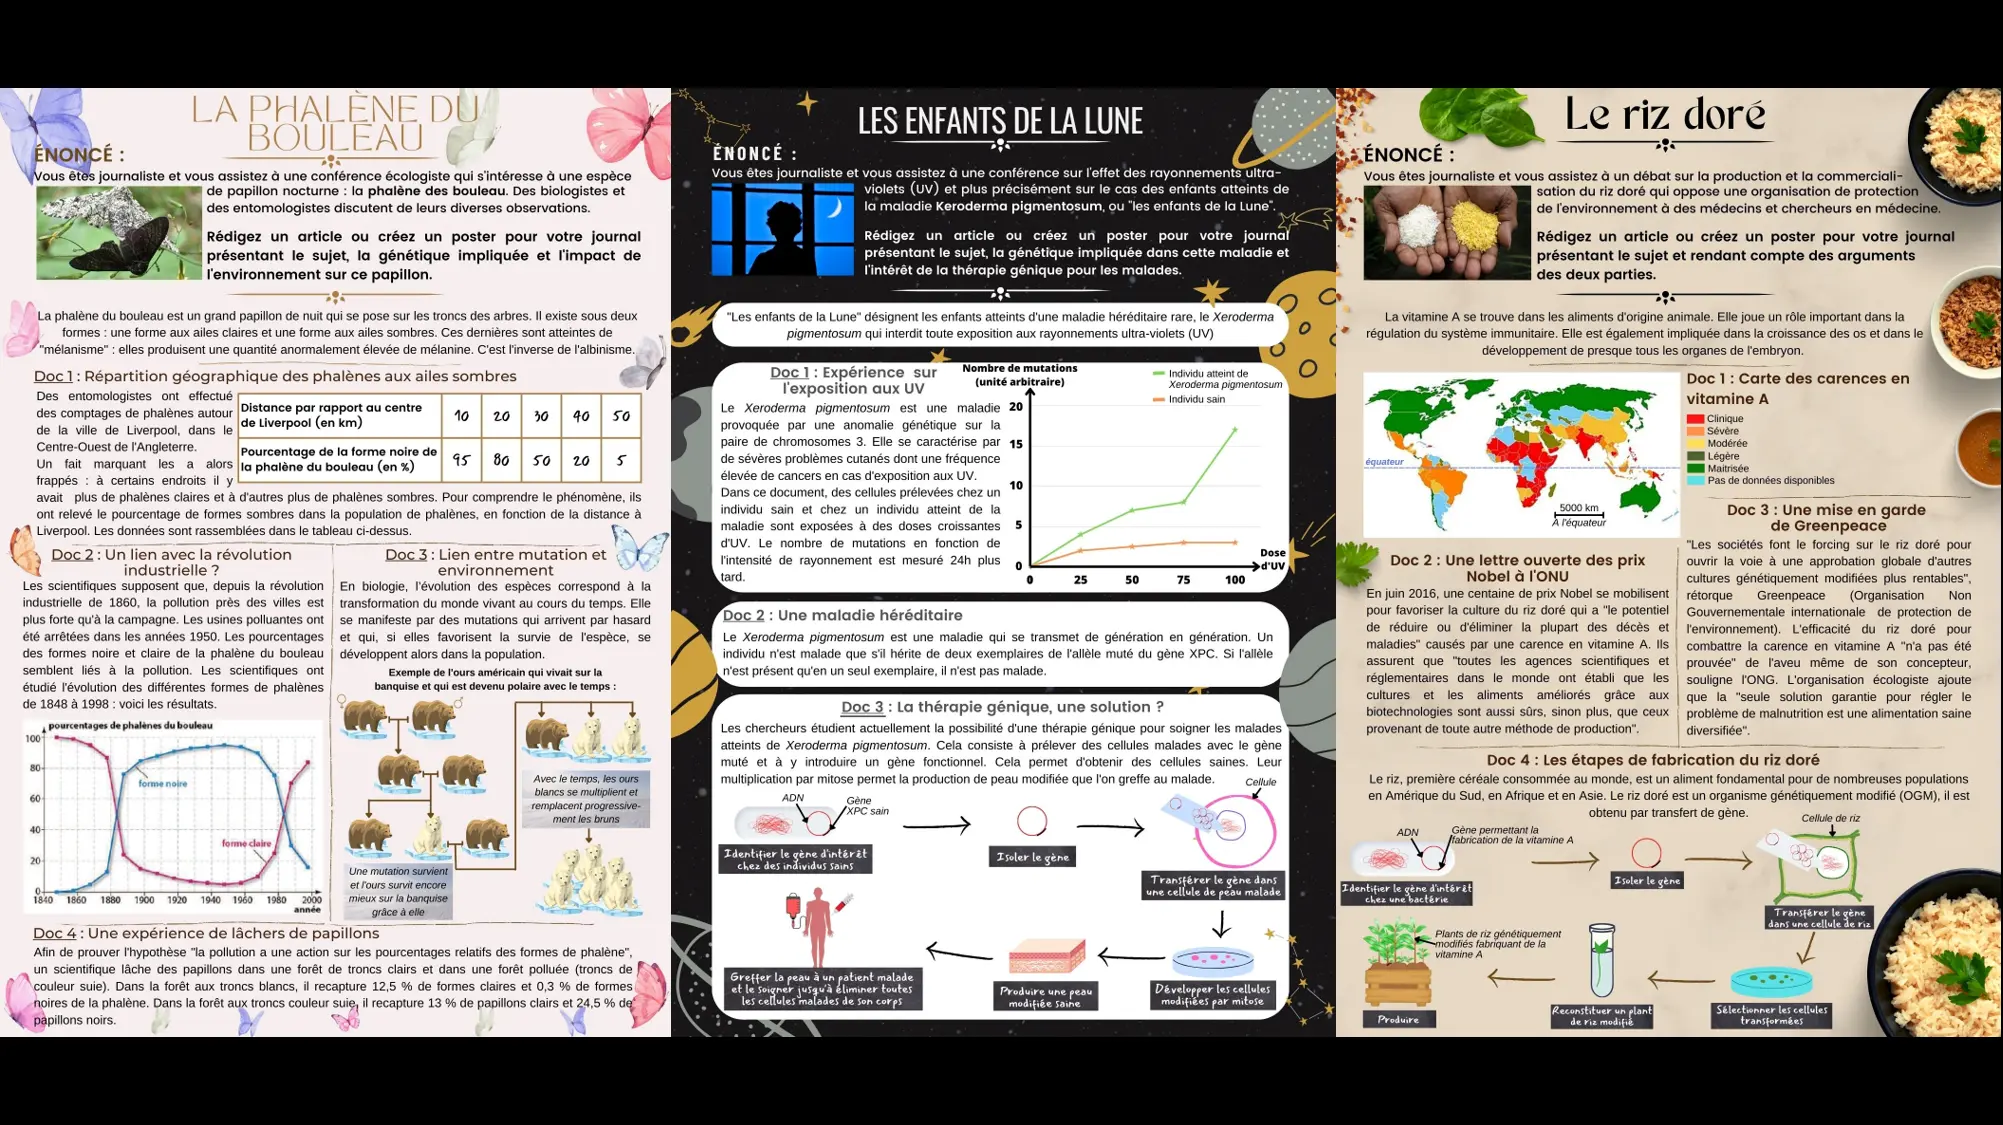 LA PHALÈNE DU
BOULEAU
ÉNONCÉ :
Vous êtes journaliste et vous assistez à une conférence écologiste qui s'intéresse à une espèce
de papillon nocturne : la phalène des bouleau. Des biologistes et
des entomologistes discutent de leurs diverses observations.
Rédigez un article ou créez un poster pour votre journal
présentant le sujet, la génétique impliquée et l'impact de
l'environnement sur ce papillon.
La phalène du bouleau est un grand papillon de nuit qui se pose sur les troncs des arbres. Il existe sous deux
formes : une forme aux ailes claires et une forme aux ailes sombres. Ces dernières sont atteintes de
"mélanisme" : elles produisent une quantité anormalement élevée de mélanine. C'est l'inverse de l'albinisme.
Doc 1 : Répartition géographique des phalènes aux ailes sombres
Des entomologistes ont effectué
des comptages de phalènes autour
de la ville de Liverpool, dans le
Centre-Ouest de l'Angleterre.
Un fait marquant les a alors
frappés : à certains endroits il y
avait plus de phalènes claires et à d'autres plus de phalènes sombres. Pour comprendre le phénomène, ils
ont relevé le pourcentage de formes sombres dans la population de phalènes, en fonction de la distance à
Liverpool. Les données sont rassemblées dans le tableau ci-dessus.
Distance par rapport au centre
de Liverpool (en km)
10 20 30 40 50
Pourcentage de la forme noire de
la phalène du bouleau (en %)
95 80 50 20 5
Doc 2 : Un lien avec la révolution
industrielle ?
Les scientifiques supposent que, depuis la révolution
industrielle de 1860, la pollution près des villes est
plus forte qu'à la campagne. Les usines polluantes ont
été arrêtées dans les années 1950. Les pourcentages
des formes noire et claire de la phalène du bouleau
semblent liés à la pollution. Les scientifiques ont
étudié l'évolution des différentes formes de phalènes
de 1848 à 1998 : voici les résultats.
pourcentages de phalènes du bouleau
100
80
60
40
20
0
forme noire
forme claire
1840 1860 1880 1900 1920 1940 1960 1980 2000
année
Doc 3 : Lien entre mutation et
environnement
En biologie, l'évolution des espèces correspond à la
transformation du monde vivant au cours du temps. Elle
se manifeste par des mutations qui arrivent par hasard
et qui, si elles favorisent la survie de l'espèce, se
développent alors dans la population.
Exemple de l'ours américain qui vivait sur la
banquise et qui est devenu polaire avec le temps :
♀
♂
Avec le temps, les ours
blancs se multiplient et
remplacent progressive-
ment les bruns
Une mutation survient
et l'ours survit encore
mieux sur la banquise
grâce à elle
Doc 4 : Une expérience de lâchers de papillons
Afin de prouver l'hypothèse "la pollution a une action sur les pourcentages relatifs des formes de phalène",
un scientifique lâche des papillons dans une forêt de troncs clairs et dans une forêt polluée (troncs de
couleur suie). Dans la forêt aux troncs blancs, il recapture 12,5 % de formes claires et 0,3 % de formes
noires de la phalène. Dans la forêt aux troncs couleur suie, il recapture 13 % de papillons clairs et 24,5 % de
papillons noirs.
LES ENFANTS DE LA LUNE
ÉNONCÉ :
Vous êtes journaliste et vous assistez à une conférence sur l'effet des rayonnements ultra-
violets (UV) et plus précisément sur le cas des enfants atteints de
la maladie Keroderma pigmentosum, ou "les enfants de la Lune".
Rédigez un article ou créez un poster pour votre journal
présentant le sujet, la génétique impliquée dans cette maladie et
l'intérêt de la thérapie génique pour les malades.
"Les enfants de la Lune" désignent les enfants atteints d'une maladie héréditaire rare, le Xeroderma
pigmentosum qui interdit toute exposition aux rayonnements ultra-violets (UV)
Doc 1 : Expérience sur
l'exposition aux UV
Le Xeroderma pigmentosum est une maladie
provoquée par une anomalie génétique sur la
paire de chromosomes 3. Elle se caractérise par
de sévères problèmes cutanés dont une fréquence
élevée de cancers en cas d'exposition aux UV.
Dans ce document, des cellules prélevées chez un
individu sain et chez un individu atteint de la
maladie sont exposées à des doses croissantes
d'UV. Le nombre de mutations en fonction de
l'intensité de rayonnement est mesuré 24h plus
tard.
Nombre de mutations
(unité arbitraire)
Individu atteint de
Xeroderma pigmentosum
Individu sain
20
15
10
5
0
0 25 50 75 100
Dose
d'UV
Doc 2 : Une maladie héréditaire
Le Xeroderma pigmentosum est une maladie qui se transmet de génération en génération. Un
individu n'est malade que s'il hérite de deux exemplaires de l'allèle muté du gène XPC. Si l'allèle
n'est présent qu'en un seul exemplaire, il n'est pas malade.
Doc 3 : La thérapie génique, une solution ?
Les chercheurs étudient actuellement la possibilité d'une thérapie génique pour soigner les malades
atteints de Xeroderma pigmentosum. Cela consiste à prélever des cellules malades avec le gène
muté et à y introduire un gène fonctionnel. Cela permet d'obtenir des cellules saines. Leur
multiplication par mitose permet la production de peau modifiée que l'on greffe au malade.
ADN
Gène
XPC sain
Cellule
Identifier le gène d'intérêt
chez des individus sains
Isoler le gène
Transférer le gène dans
une cellule de peau malade
Greffer la peau à un patient malade
et le soigner jusqu'à éliminer toutes
les cellules malades de son corps
Produire une peau
modifiée saine
Développer les cellules
modifiées par mitose
Le riz doré
ÉNONCÉ :
Vous êtes journaliste et vous assistez à un débat sur la production et la commerciali-
sation du riz doré qui oppose une organisation de protection
de l'environnement à des médecins et chercheurs en médecine.
Rédigez un article ou créez un poster pour votre journal
présentant le sujet et rendant compte des arguments
des deux parties.
La vitamine A se trouve dans les aliments d'origine animale. Elle joue un rôle important dans la
régulation du système immunitaire. Elle est également impliquée dans la croissance des os et dans le
développement de presque tous les organes de l'embryon.
équateur
5000 km
À l'équateur
Doc 1 : Carte des carences en
vitamine A
Clinique
Sévère
Modérée
Légère
Maitrisée
Pas de données disponibles
Doc 2 : Une lettre ouverte des prix
Nobel à l'ONU
En juin 2016, une centaine de prix Nobel se mobilisent
pour favoriser la culture du riz doré qui a "le potentiel
de réduire ou d'éliminer la plupart des décès et
maladies" causés par une carence en vitamine A. Ils
assurent que "toutes les agences scientifiques et
réglementaires dans le monde ont établi que les
cultures et les aliments améliorés grâce aux
biotechnologies sont aussi sûrs, sinon plus, que ceux
provenant de toute autre méthode de production".
Doc 3 : Une mise en garde
de Greenpeace
"Les sociétés font le forcing sur le riz doré pour
ouvrir la voie à une approbation globale d'autres
cultures génétiquement modifiées plus rentables",
rétorque Greenpeace (Organisation Non
Gouvernementale internationale de protection de
l'environnement). L'efficacité du riz doré pour
combattre la carence en vitamine A "n'a pas été
prouvée" de l'aveu même de son concepteur,
souligne l'ONG. L'organisation écologiste ajoute
que la "seule solution garantie pour régler le
problème de malnutrition est une alimentation saine
diversifiée".
Doc 4 : Les étapes de fabrication du riz doré
Le riz, première céréale consommée au monde, est un aliment fondamental pour de nombreuses populations
en Amérique du Sud, en Afrique et en Asie. Le riz doré est un organisme génétiquement modifié (OGM), il est
obtenu par transfert de gène.
ADN
Gène permettant la
fabrication de la vitamine A
Cellule de riz
Identifier le gène d'intérêt
chez une bactérie
Isoler le gène
Transférer le gène
dans une cellule de riz
Plants de riz génétiquement
modifiés fabriquant de la
vitamine A
Produire
Reconstituer un plant
de riz modifié
Sélectionner les cellules
transformées